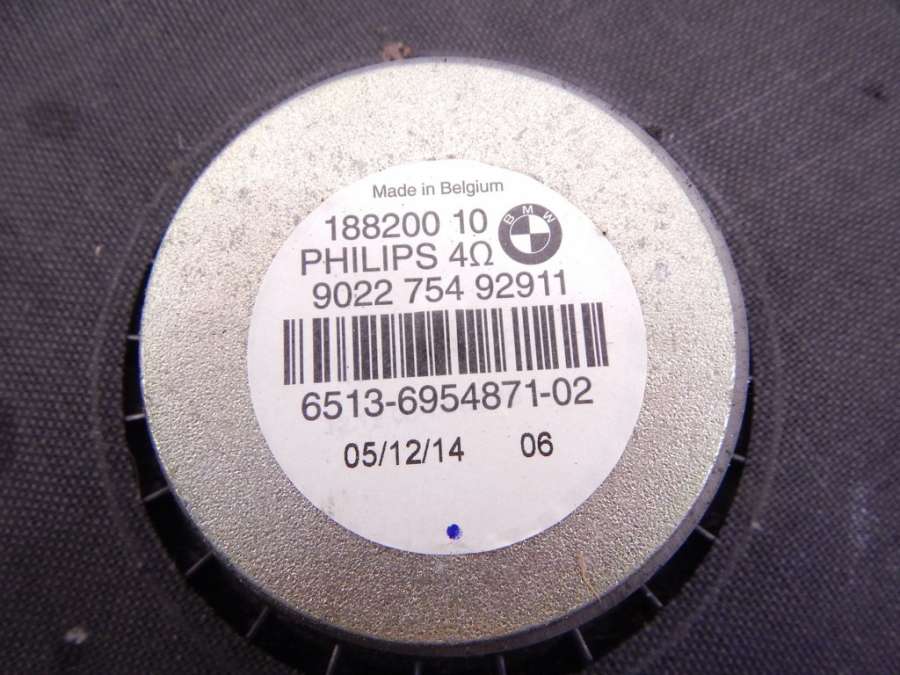 Made in Belgium
188200 10
BMW
PHILIPS 4Ω
9022 754 92911
6513-6954871-02
05/12/14 06